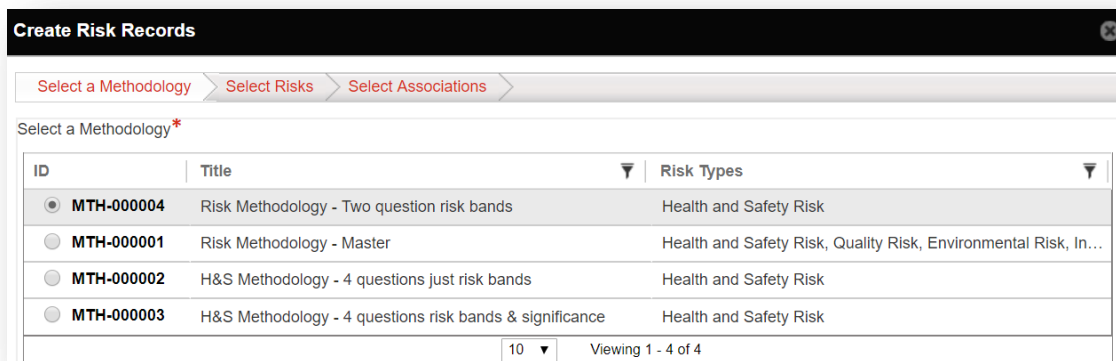 Create Risk Records
Select a Methodology Select Risks Select Associations
Select a Methodology*
ID Title Risk Types
MTH-000004 Risk Methodology - Two question risk bands Health and Safety Risk
MTH-000001 Risk Methodology - Master Health and Safety Risk, Quality Risk, Environmental Risk, In...
MTH-000002 H&S Methodology - 4 questions just risk bands Health and Safety Risk
MTH-000003 H&S Methodology - 4 questions risk bands & significance Health and Safety Risk
10 Viewing 1 - 4 of 4